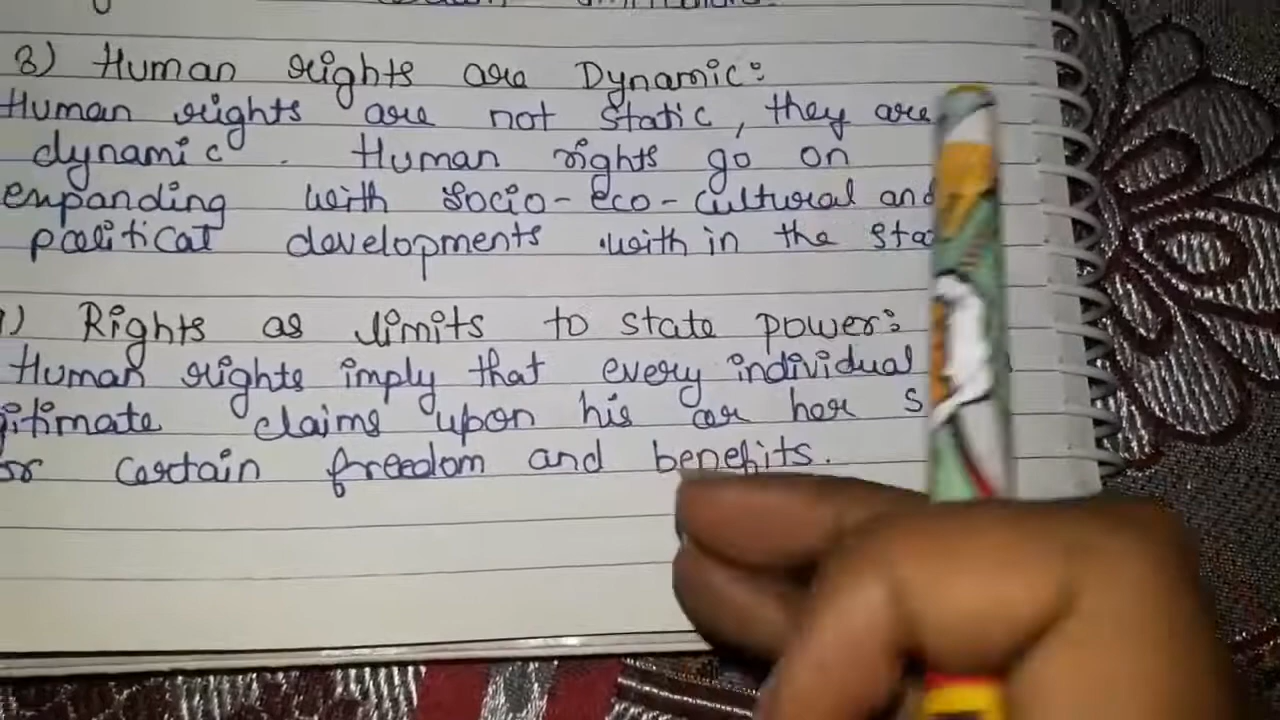 8) Human rights are Dynamic:
Human rights are not static, they are
dynamic. Human rights go on
expanding with socio-eco-cultural and
political developments with in the
) Rights as limits to state power:
Human rights imply that every individual
claims upon his or her
certain freedom and benefits.